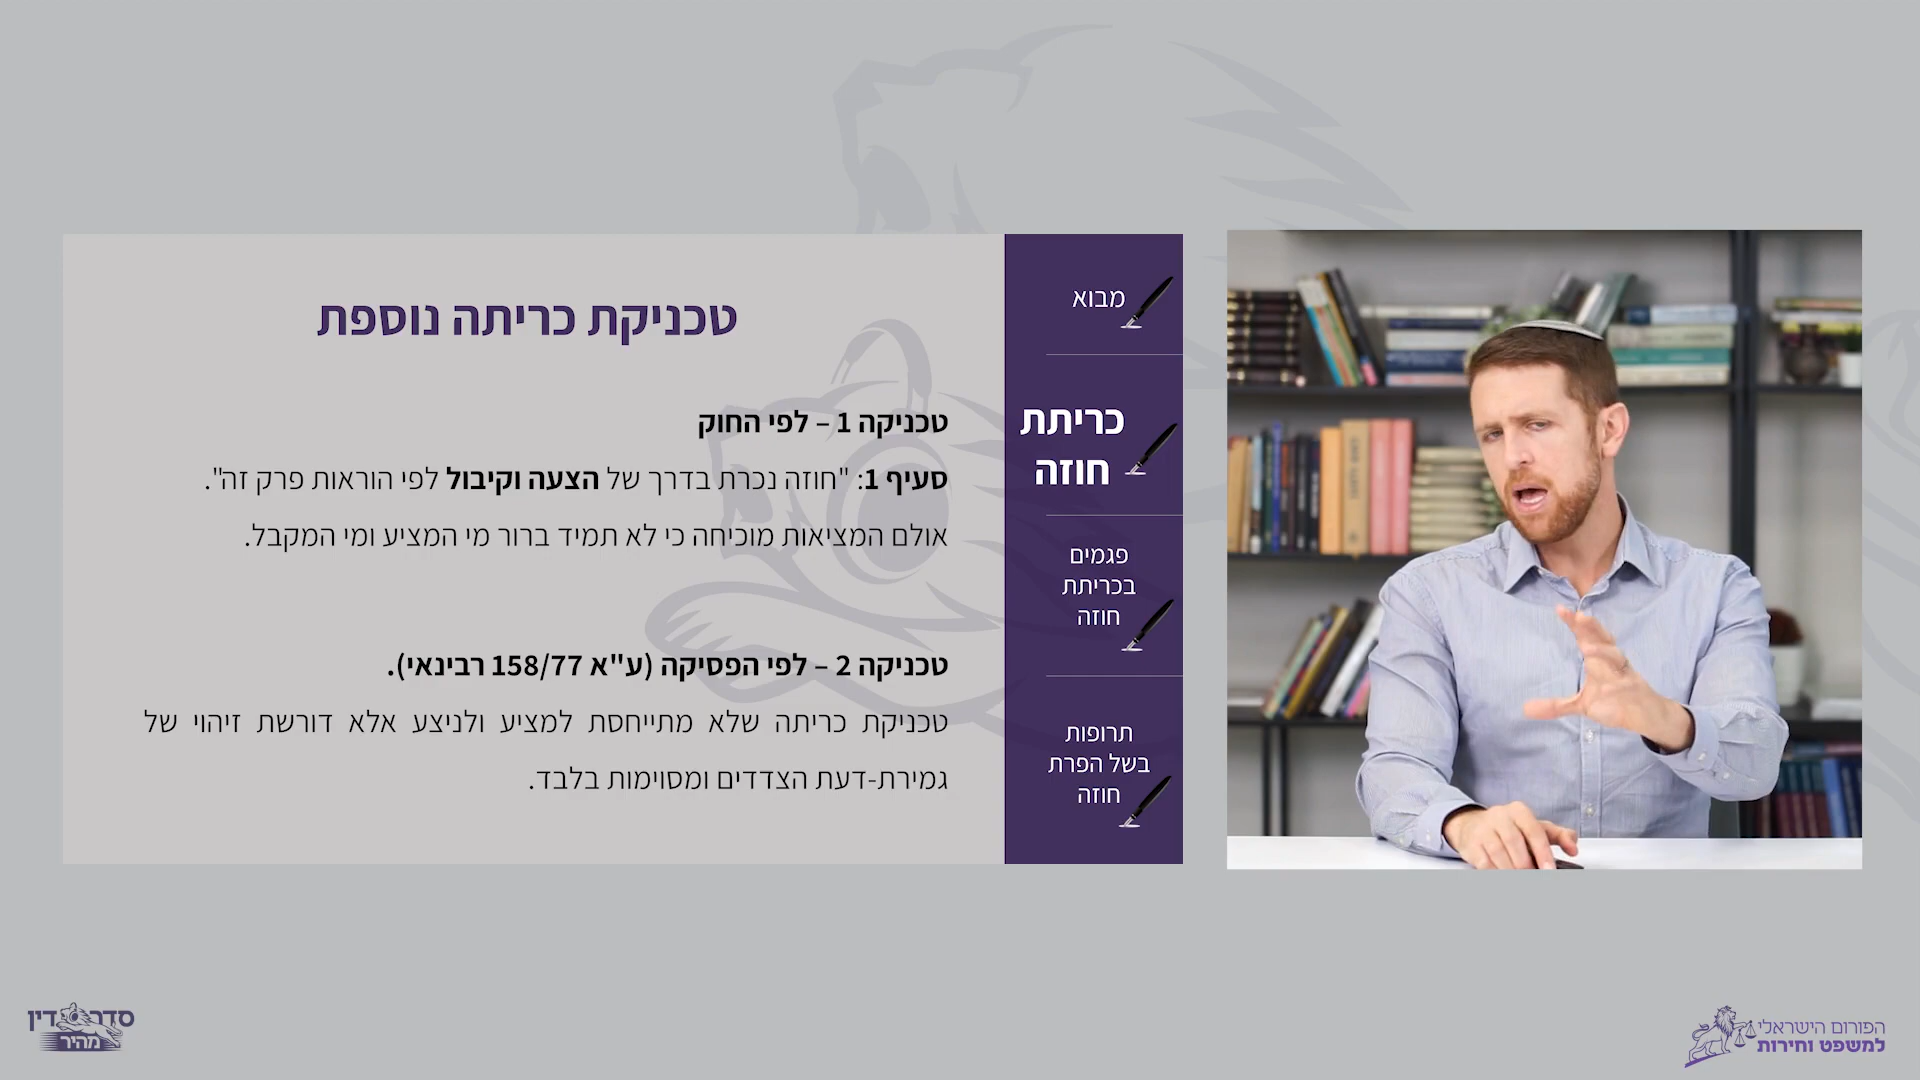 טכניקת כריתה נוספת
טכניקה 1 – לפי החוק
סעיף 1: "חוזה נכרת בדרך של הצעה וקיבול לפי הוראות פרק זה".
אולם המציאות מוכיחה כי לא תמיד ברור מי המציע ומי המקבל.
טכניקה 2 – לפי הפסיקה (ע"א 158/77 רבינאי).
טכניקת כריתה שלא מתייחסת למציע ולניצע אלא דורשת זיהוי של
גמירת-דעת הצדדים ומסוימות בלבד.
מבוא
כריתת
חוזה
פגמים
בכריתת
חוזה
תרופות
בשל הפרת
חוזה
סדר דין
מהיר
הפורום הישראלי
למשפט וחירות